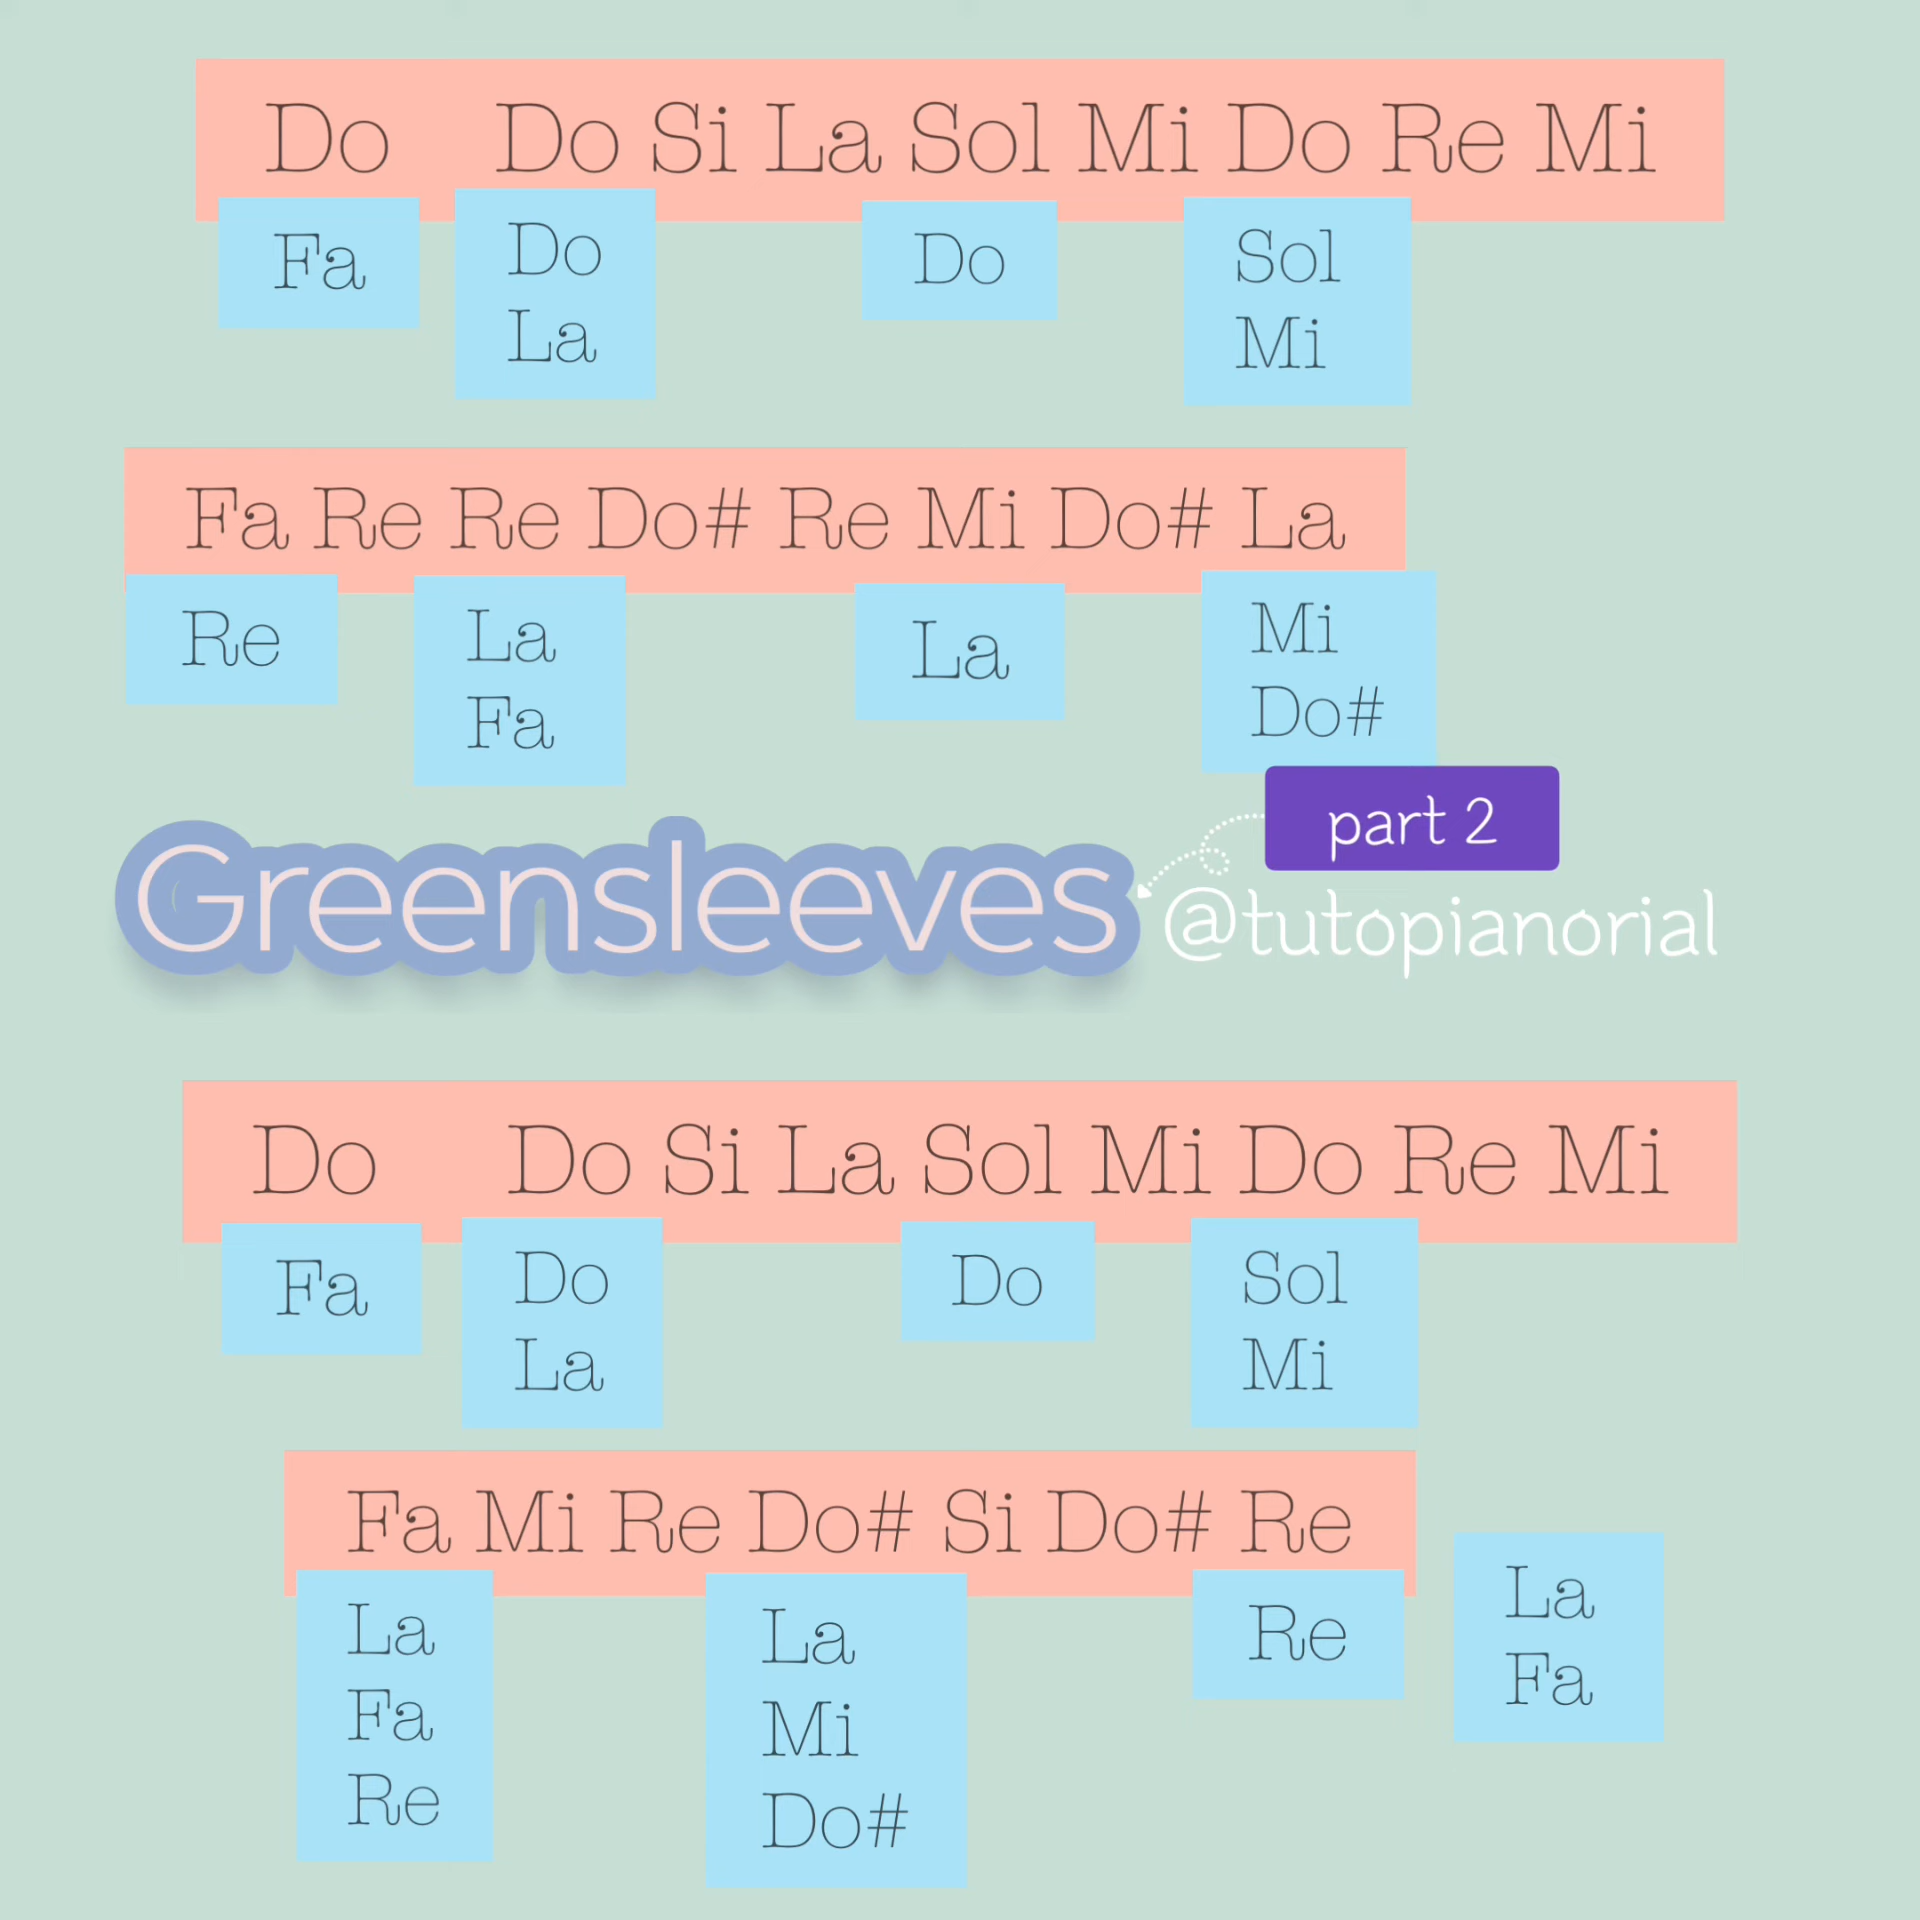 Do Do Si La Sol Mi Do Re Mi
Fa Do Do Sol
La Mi
Fa Re Re Do# Re Mi Do# La
Re La La Mi
Fa Do#
part 2
Greensleeves @tutopianorial
Do Do Si La Sol Mi Do Re Mi
Fa Do Do Sol
La Mi
Fa Mi Re Do# Si Do# Re
La La Re La
Fa Mi Fa
Re Do#